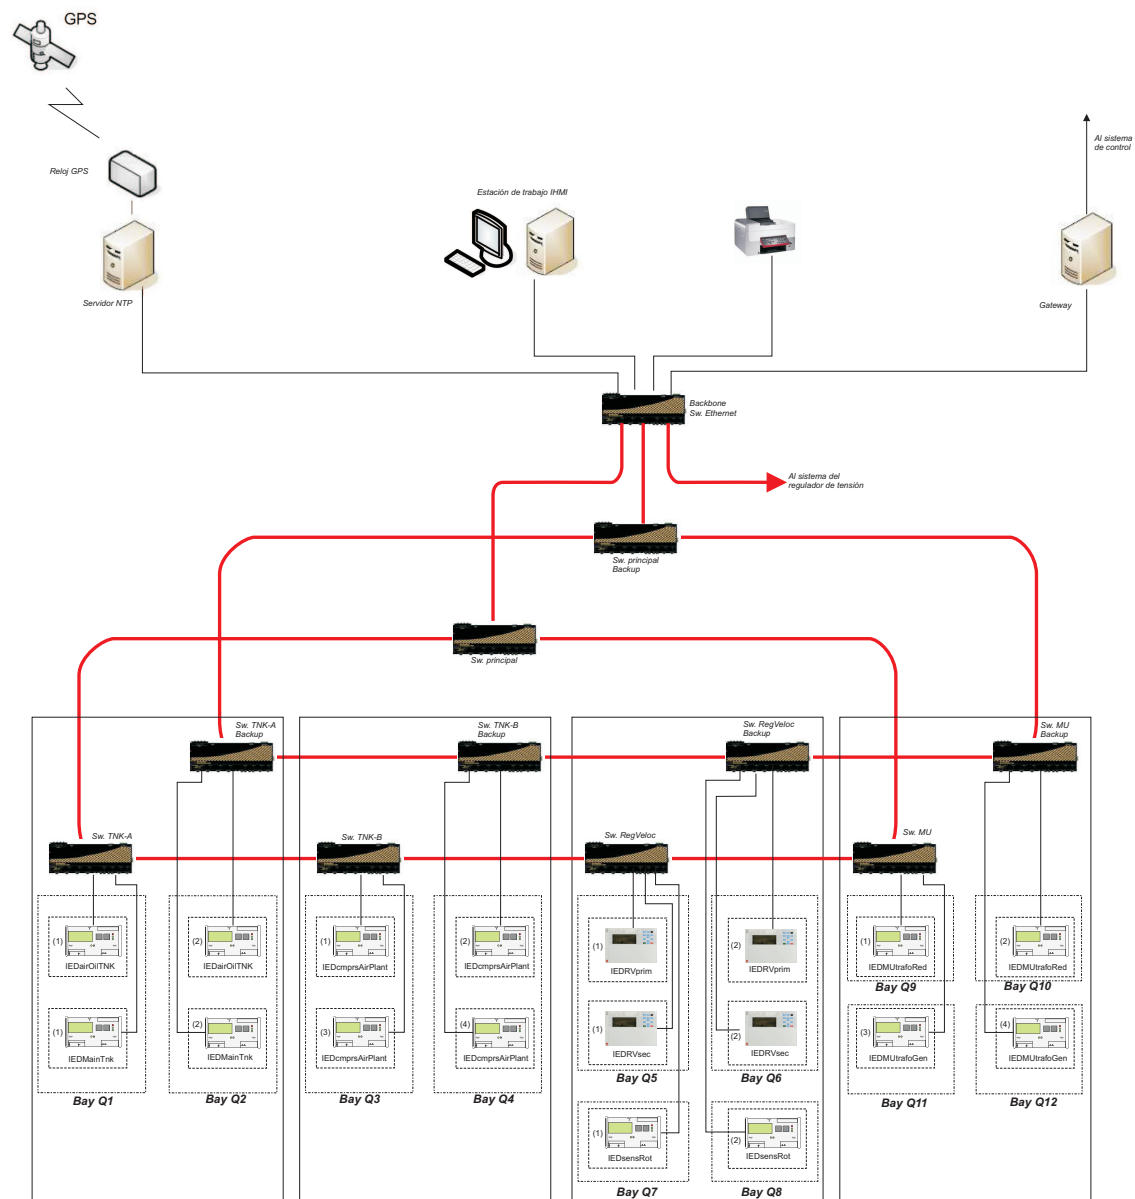 GPS
Reloj GPS
Servidor NTP
Estación de trabajo IHMI
Al sistema
de control
Gateway
Backbone
Sw. Ethernet
Al sistema del
regulador de tensión
Sw. principal
Backup
Sw. principal
Sw. TNK-A
Backup
Sw. TNK-B
Backup
Sw. RegVeloc
Backup
Sw. MU
Backup
Sw. TNK-A
Sw. TNK-B
Sw. RegVeloc
Sw. MU
(1)
IEDairOilTNK
(2)
IEDairOilTNK
(1)
IEDcmprsAirPlant
(2)
IEDcmprsAirPlant
(1)
IEDRVprim
(2)
IEDRVprim
(1)
IEDMUtrafoRed
(2)
IEDMUtrafoRed
Bay Q9
Bay Q10
(1)
IEDMainTnk
(2)
IEDMainTnk
(3)
IEDcmprsAirPlant
(4)
IEDcmprsAirPlant
(1)
IEDRVsec
(2)
IEDRVsec
(3)
IEDMUtrafoGen
(4)
IEDMUtrafoGen
Bay Q1
Bay Q2
Bay Q3
Bay Q4
Bay Q5
Bay Q6
Bay Q11
Bay Q12
(1)
IEDsensRot
(2)
IEDsensRot
Bay Q7
Bay Q8